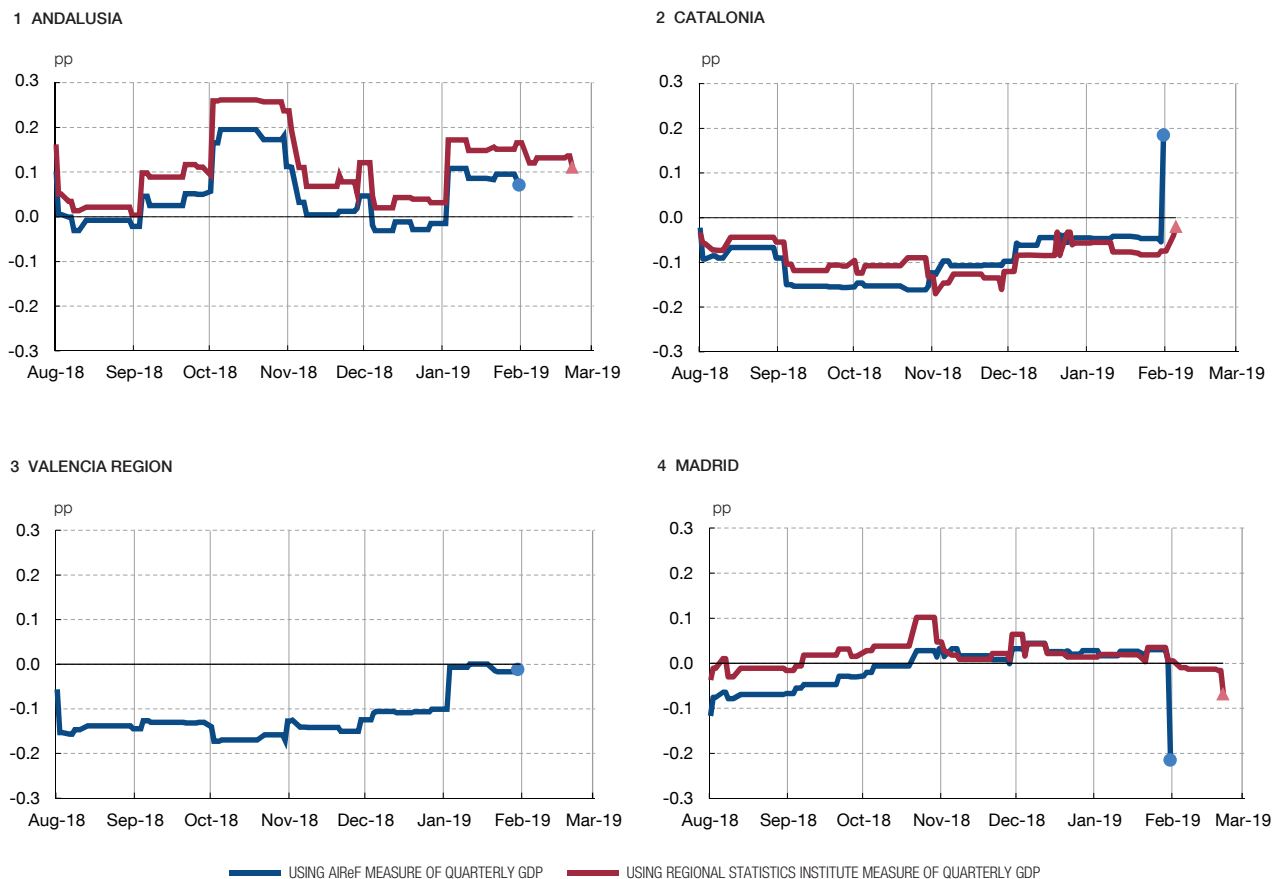 1 ANDALUSIA
pp
0.3
0.2
0.1
0.0
-0.1
-0.2
-0.3
Aug-18 Sep-18 Oct-18 Nov-18 Dec-18 Jan-19 Feb-19 Mar-19
2 CATALONIA
pp
0.3
0.2
0.1
0.0
-0.1
-0.2
-0.3
Aug-18 Sep-18 Oct-18 Nov-18 Dec-18 Jan-19 Feb-19 Mar-19
3 VALENCIA REGION
pp
0.3
0.2
0.1
0.0
-0.1
-0.2
-0.3
Aug-18 Sep-18 Oct-18 Nov-18 Dec-18 Jan-19 Feb-19 Mar-19
4 MADRID
pp
0.3
0.2
0.1
0.0
-0.1
-0.2
-0.3
Aug-18 Sep-18 Oct-18 Nov-18 Dec-18 Jan-19 Feb-19 Mar-19
USING AIReF MEASURE OF QUARTERLY GDP USING REGIONAL STATISTICS INSTITUTE MEASURE OF QUARTERLY GDP